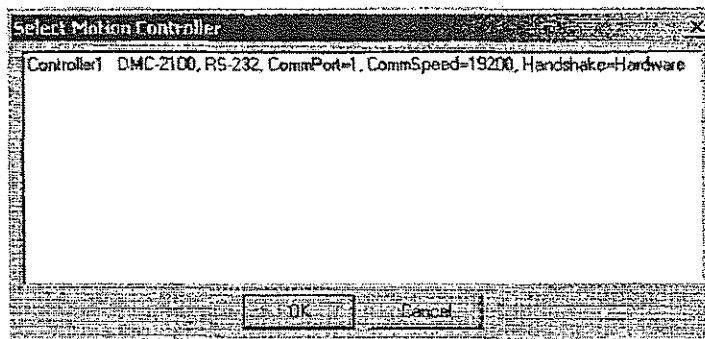 Select Motion Controller
Controller1 DMC-2100, RS-232, CommPort=1, CommSpeed=19200, Handshake=Hardware
OK Cancel